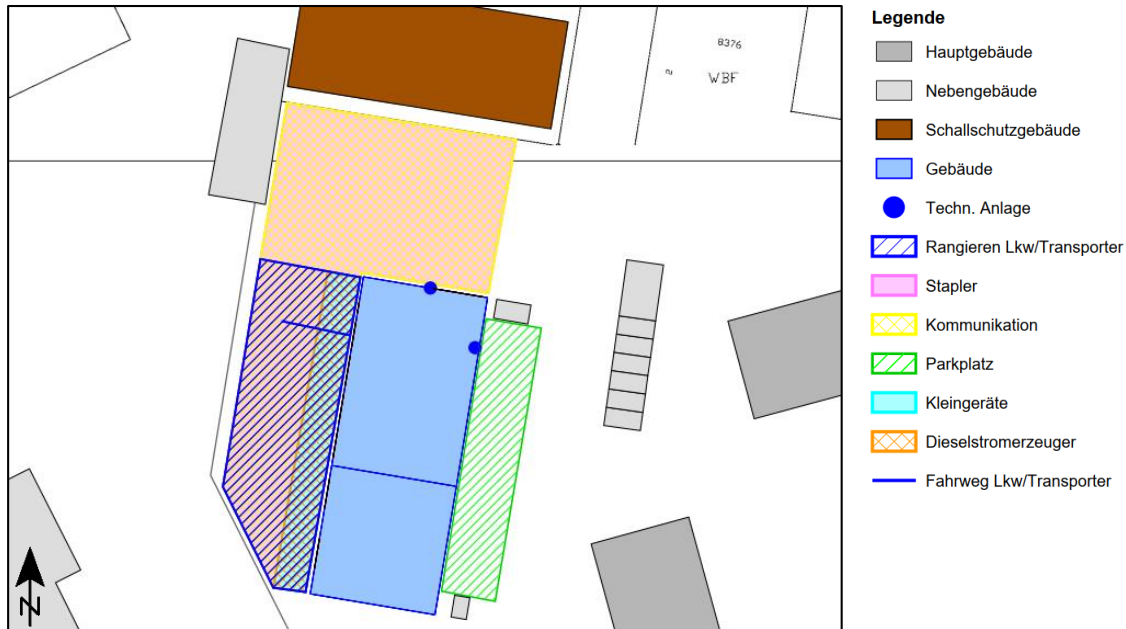 8376
2
WBF
N
Legende
Hauptgebäude
Nebengebäude
Schallschutzgebäude
Gebäude
Techn. Anlage
Rangieren Lkw/Transporter
Stapler
Kommunikation
Parkplatz
Kleingeräte
Dieselstromerzeuger
Fahrweg Lkw/Transporter